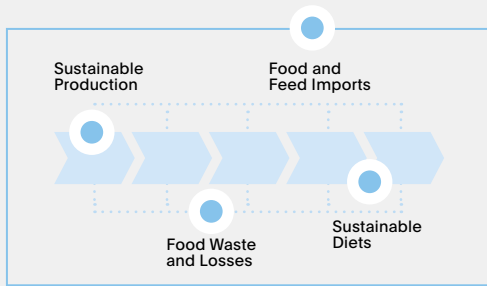 Sustainable
Production
Food and
Feed Imports
Food Waste
and Losses
Sustainable
Diets